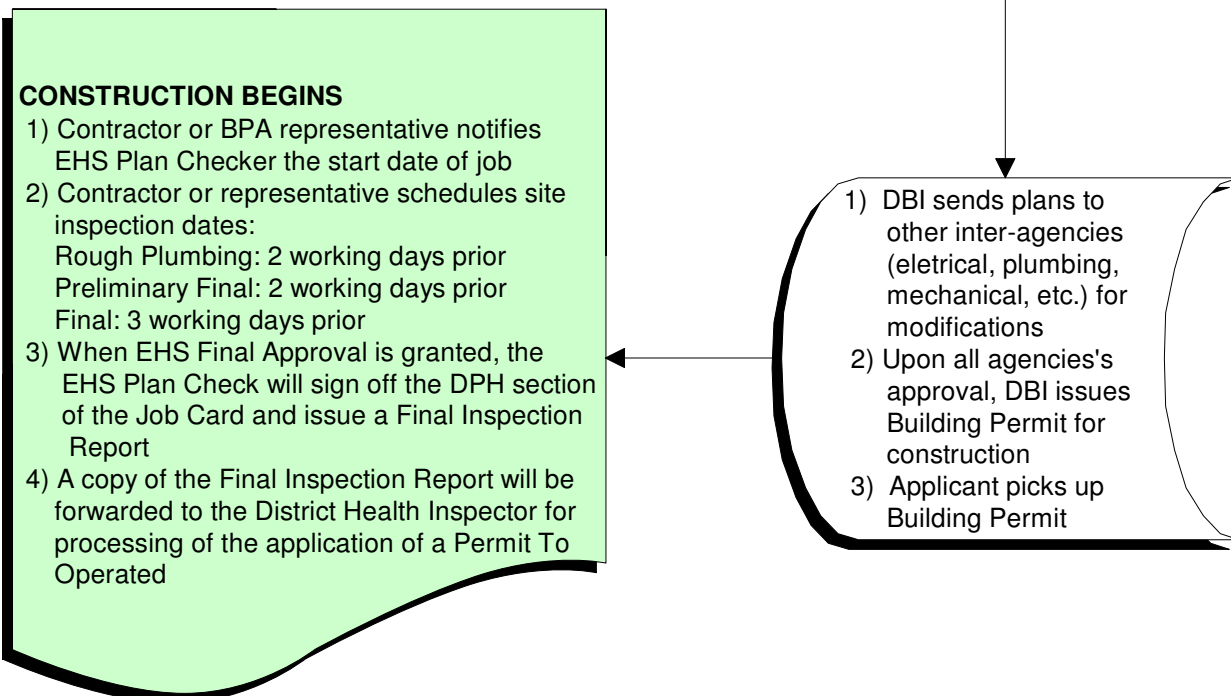 CONSTRUCTION BEGINS
1) Contractor or BPA representative notifies
EHS Plan Checker the start date of job
2) Contractor or representative schedules site
inspection dates:
Rough Plumbing: 2 working days prior
Preliminary Final: 2 working days prior
Final: 3 working days prior
3) When EHS Final Approval is granted, the
EHS Plan Check will sign off the DPH section
of the Job Card and issue a Final Inspection
Report
4) A copy of the Final Inspection Report will be
forwarded to the District Health Inspector for
processing of the application of a Permit To
Operated
1) DBI sends plans to
other inter-agencies
(eletrical, plumbing,
mechanical, etc.) for
modifications
2) Upon all agencies's
approval, DBI issues
Building Permit for
construction
3) Applicant picks up
Building Permit